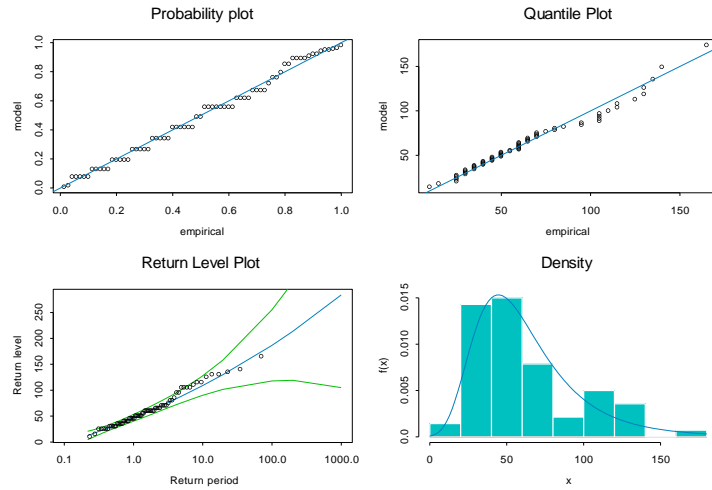 Probability plot
model
0.0 0.2 0.4 0.6 0.8 1.0
0.0 0.2 0.4 0.6 0.8 1.0
empirical
Quantile Plot
model
50 100 150
50 100 150
empirical
Return Level Plot
Return level
0 50 100 150 200 250
0.1 1.0 10.0 100.0 1000.0
Return period
Density
f(x)
0.0 0.005 0.010 0.015
0 50 100 150
x